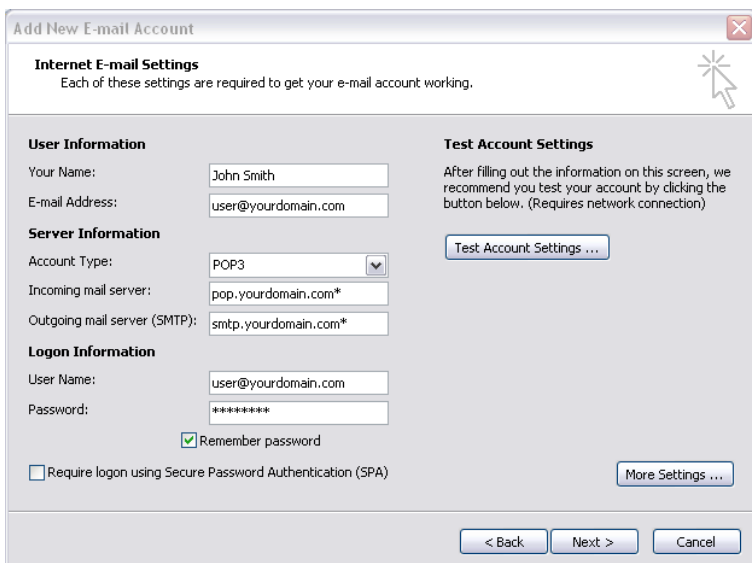 Add New E-mail Account
Internet E-mail Settings
Each of these settings are required to get your e-mail account working.
User Information
Your Name:
John Smith
E-mail Address:
user@yourdomain.com
Server Information
Account Type:
POP3
Incoming mail server:
pop.yourdomain.com*
Outgoing mail server (SMTP):
smtp.yourdomain.com*
Logon Information
User Name:
user@yourdomain.com
Password:
********
Remember password
Require logon using Secure Password Authentication (SPA)
Test Account Settings
After filling out the information on this screen, we
recommend you test your account by clicking the
button below. (Requires network connection)
Test Account Settings ...
More Settings ...
< Back
Next >
Cancel